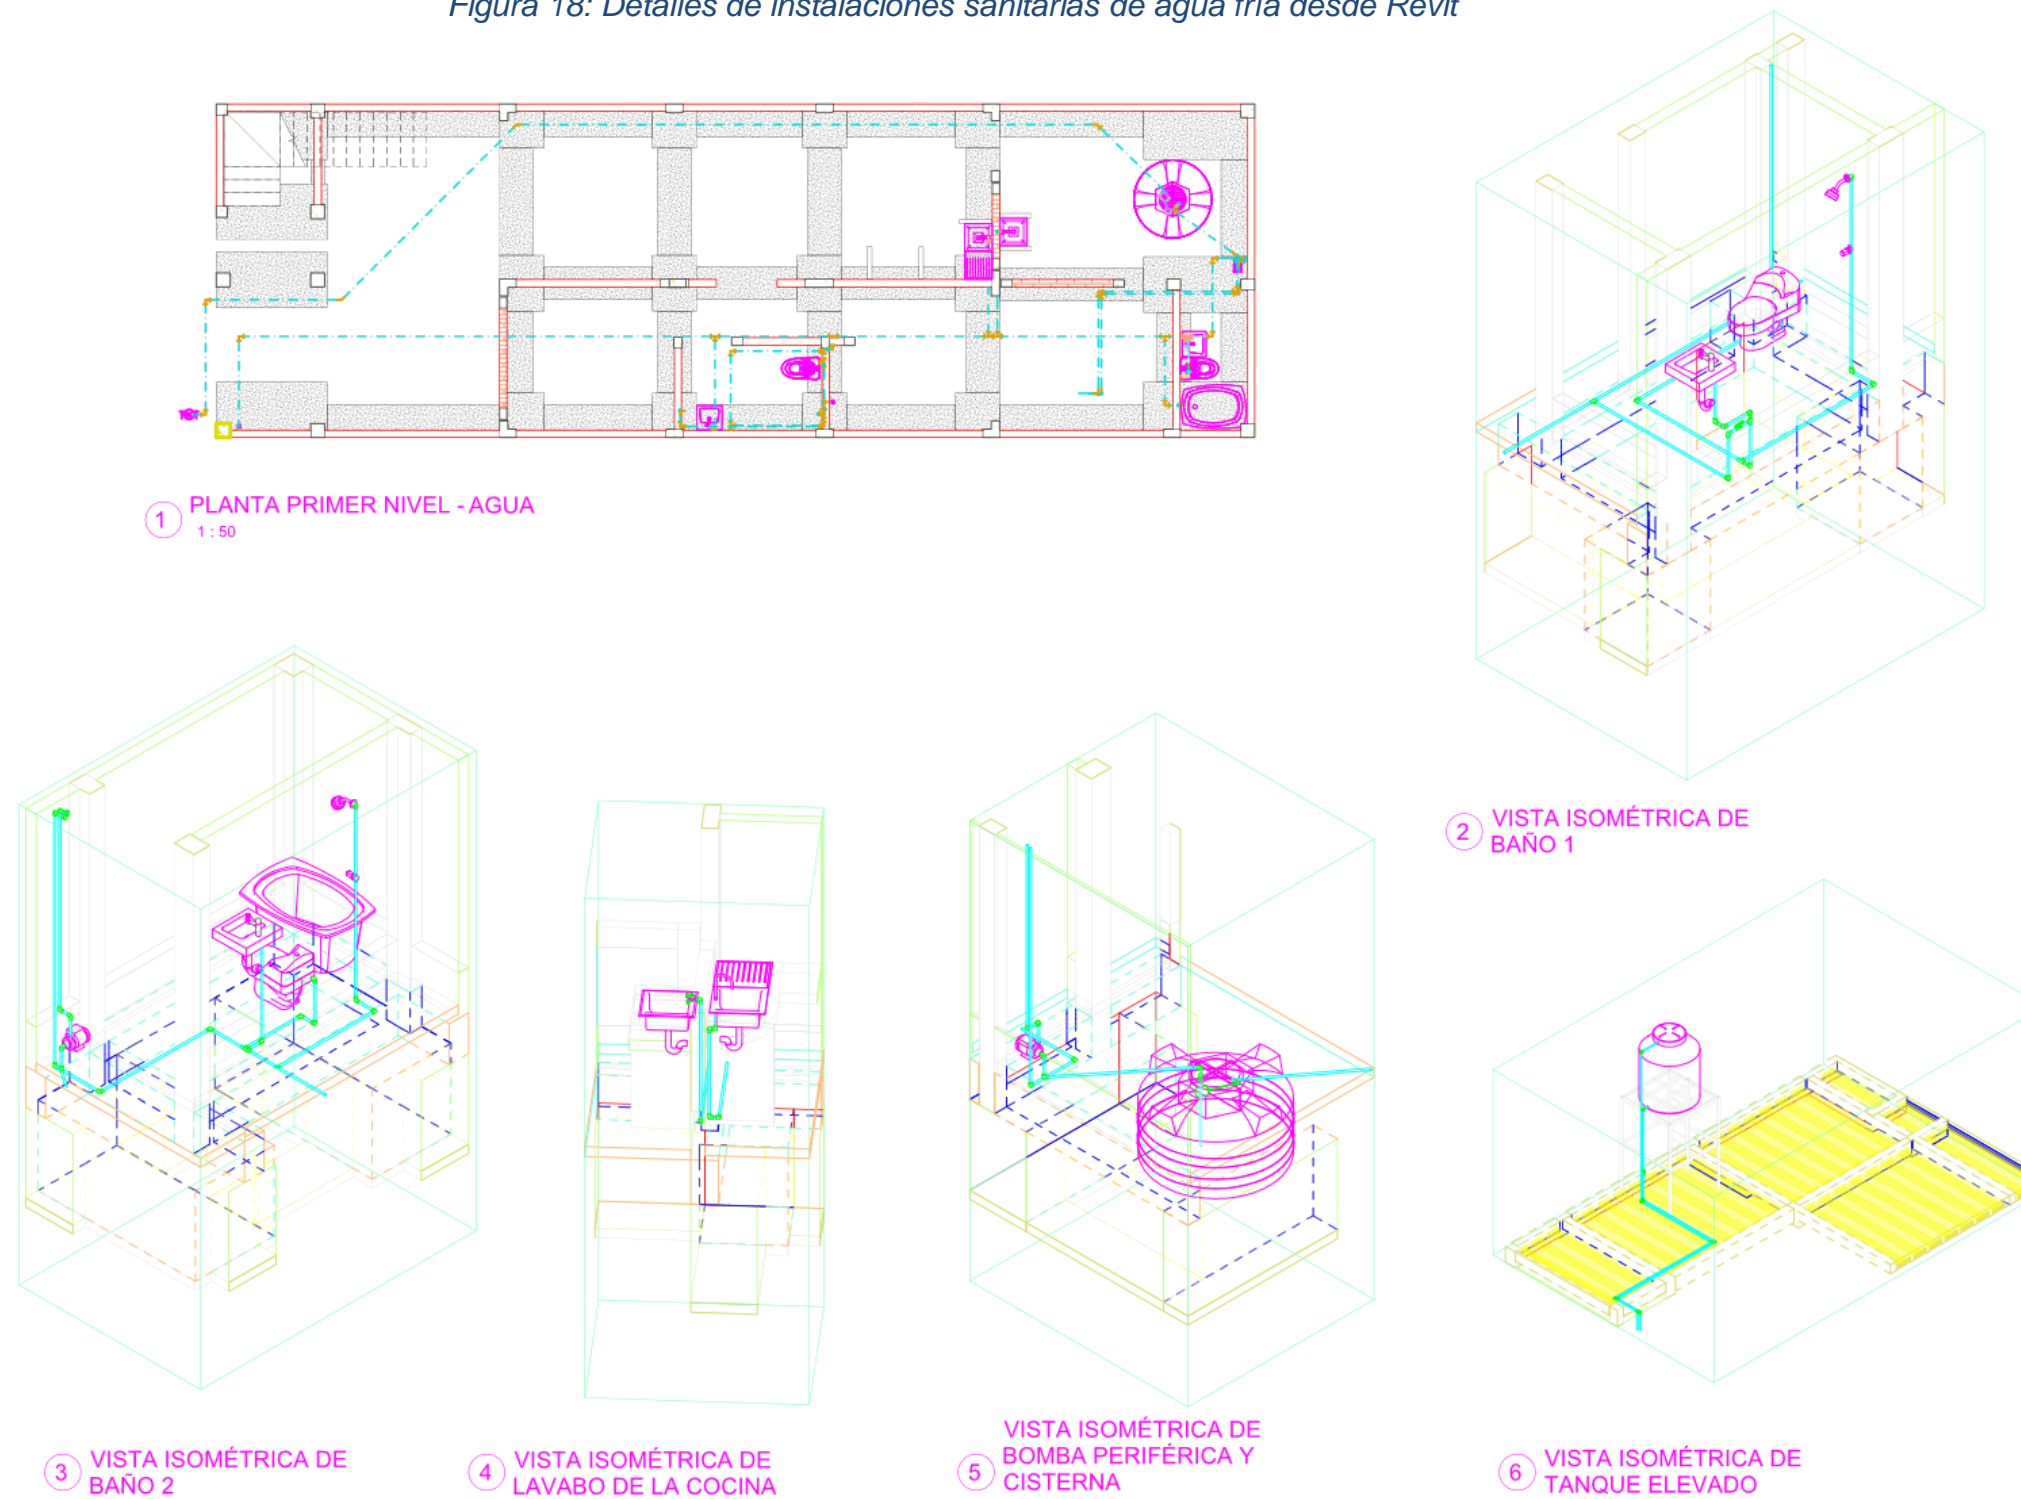 Figura 18: Detalles de instalaciones sanitarias de agua fría desde Revit
1 PLANTA PRIMER NIVEL - AGUA
1 : 50
2 VISTA ISOMÉTRICA DE
BAÑO 1
3 VISTA ISOMÉTRICA DE
BAÑO 2
4 VISTA ISOMÉTRICA DE
LAVABO DE LA COCINA
5 VISTA ISOMÉTRICA DE
BOMBA PERIFÉRICA Y
CISTERNA
6 VISTA ISOMÉTRICA DE
TANQUE ELEVADO